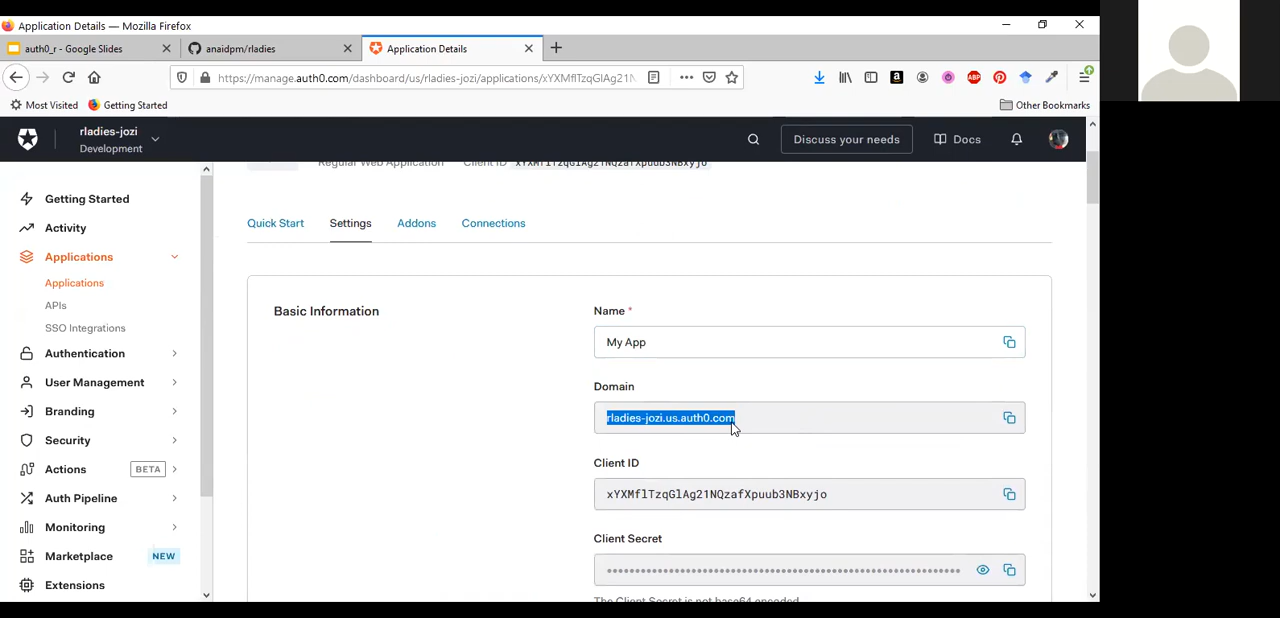 Application Details — Mozilla Firefox
auth0_r - Google Slides
anaidpm/rladies
Application Details
https://manage.auth0.com/dashboard/us/rladies-jozi/applications/
Most Visited
Getting Started
Other Bookmarks
rladies-jozi
Development
Discuss your needs
Docs
Regular Web Application Client ID xYXMflTzqGlAg21NQzafXpuub3NBxyjo
Getting Started
Activity
Applications
Applications
APIs
SSO Integrations
Authentication
User Management
Branding
Security
Actions BETA
Auth Pipeline
Monitoring
Marketplace NEW
Extensions
Quick Start Settings Addons Connections
Basic Information
Name *
My App
Domain
rladies-jozi.us.auth0.com
Client ID
xYXMflTzqGlAg21NQzafXpuub3NBxyjo
Client Secret
The Client Secret is not base64 encoded